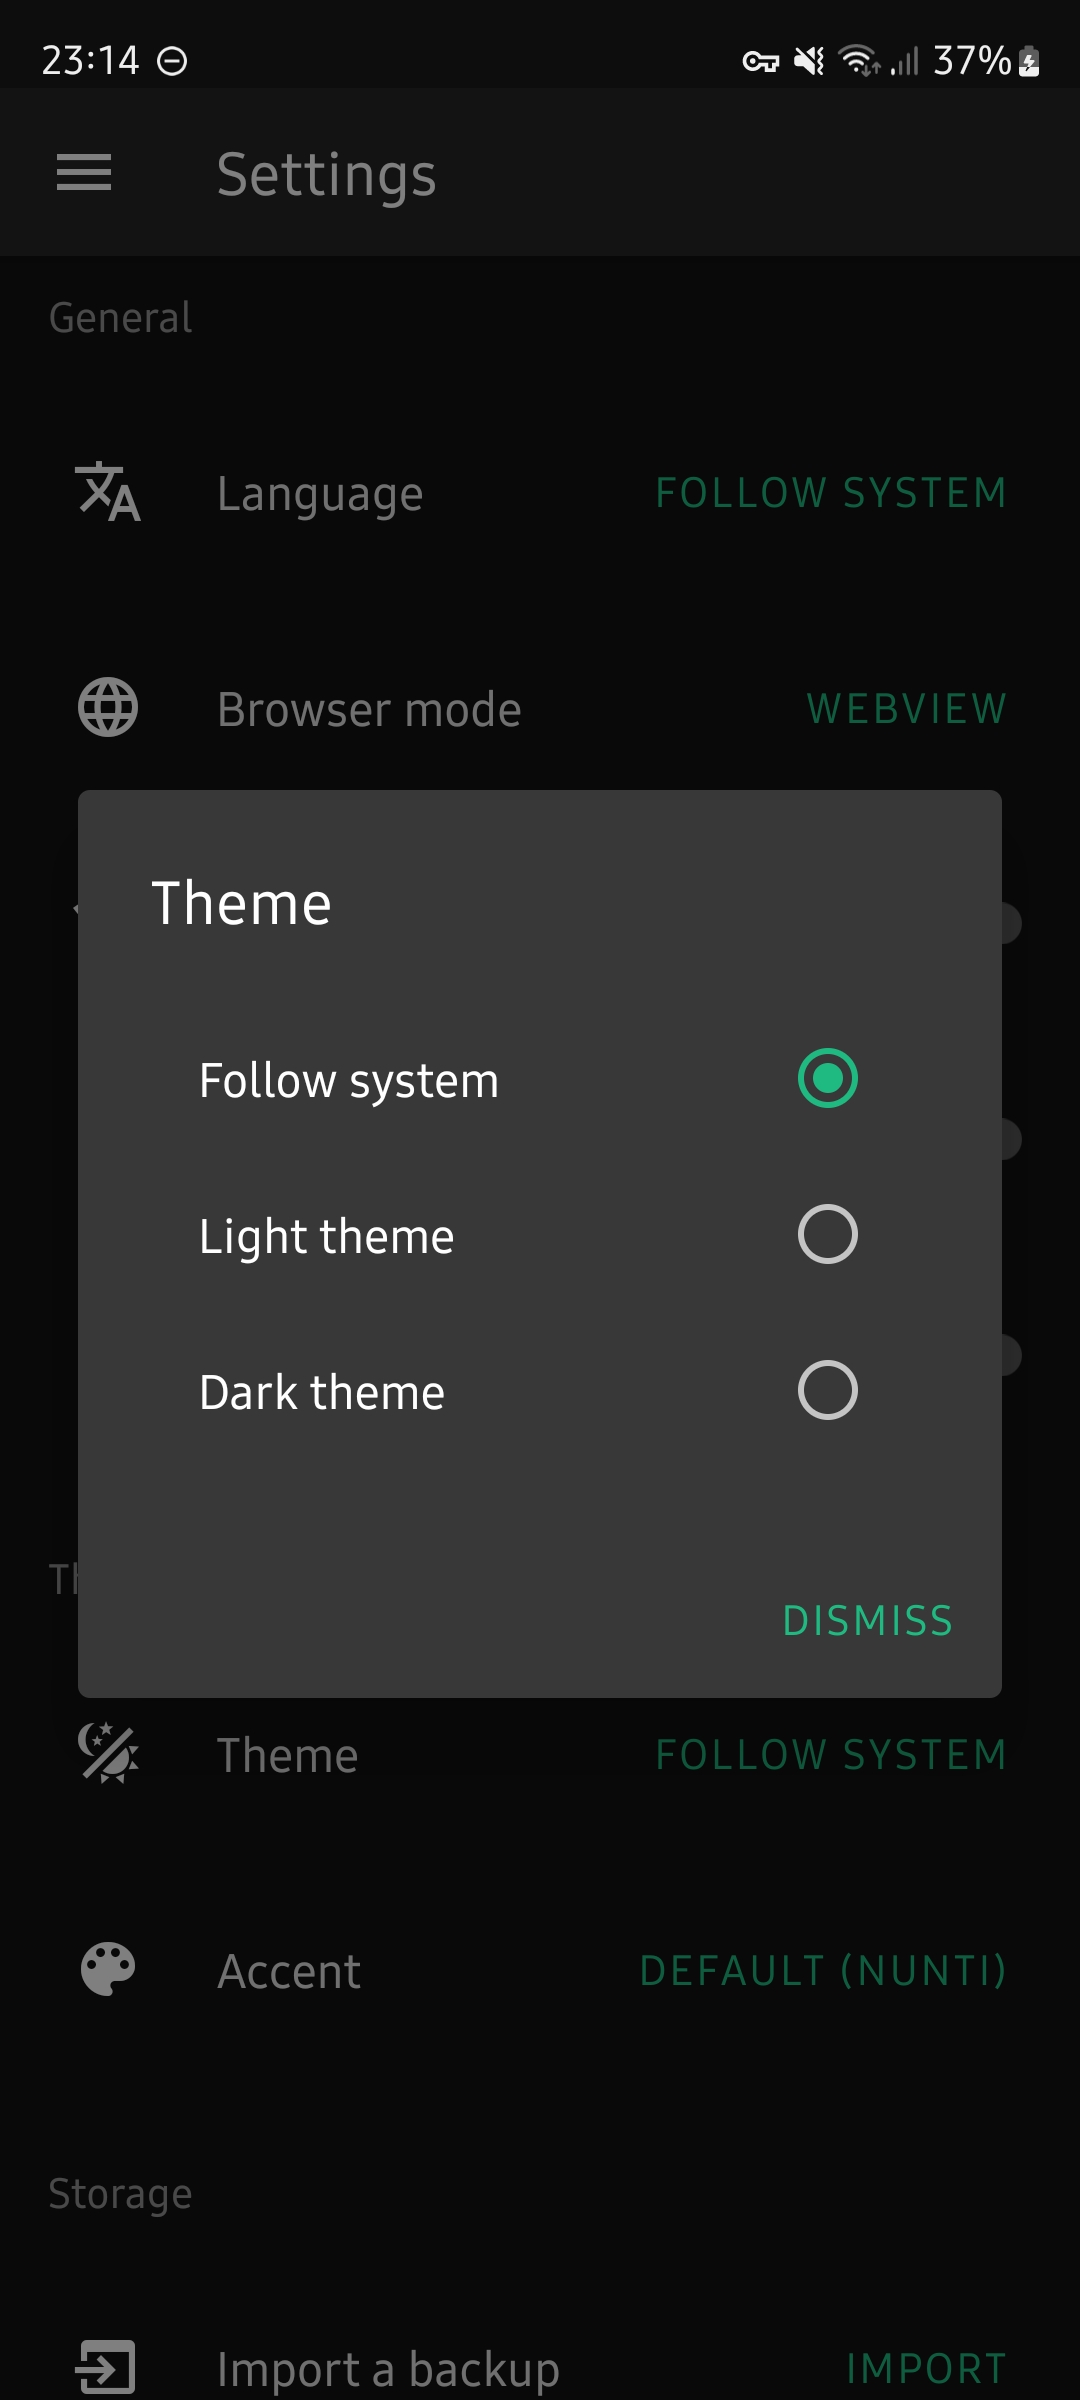 23:14
37%
Settings
General
Language FOLLOW SYSTEM
Browser mode WEBVIEW
Theme
Follow system
Light theme
Dark theme
DISMISS
Theme FOLLOW SYSTEM
Accent DEFAULT (NUNTI)
Storage
Import a backup IMPORT